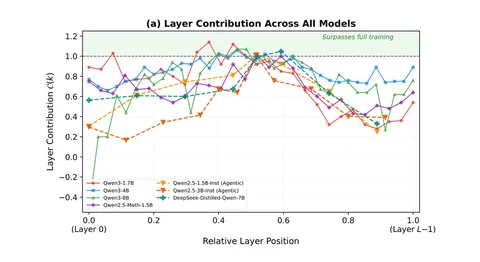 (a) Layer Contribution Across All Models
Surpasses full training
Layer Contribution C(k)
1.2
1.0
0.8
0.6
0.4
0.2
0.0
−0.2
−0.4
Qwen3-1.7B
Qwen3-4B
Qwen3-8B
Qwen2.5-Math-1.5B
Qwen2.5-1.5B-Inst (Agentic)
Qwen2.5-3B-Inst (Agentic)
DeepSeek-Distilled-Qwen-7B
0.0
(Layer 0)
0.2
0.4
0.6
0.8
1.0
(Layer L−1)
Relative Layer Position